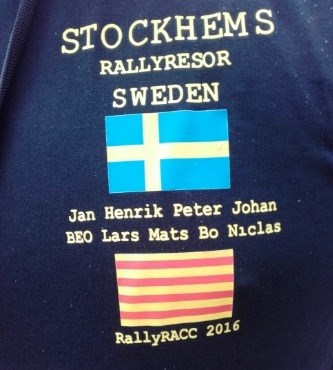 STOCKHEMS
RALLYRESOR
SWEDEN
Jan Henrik Peter Johan
BEO Lars Mats Bo Niclas
RallyRACC 2016